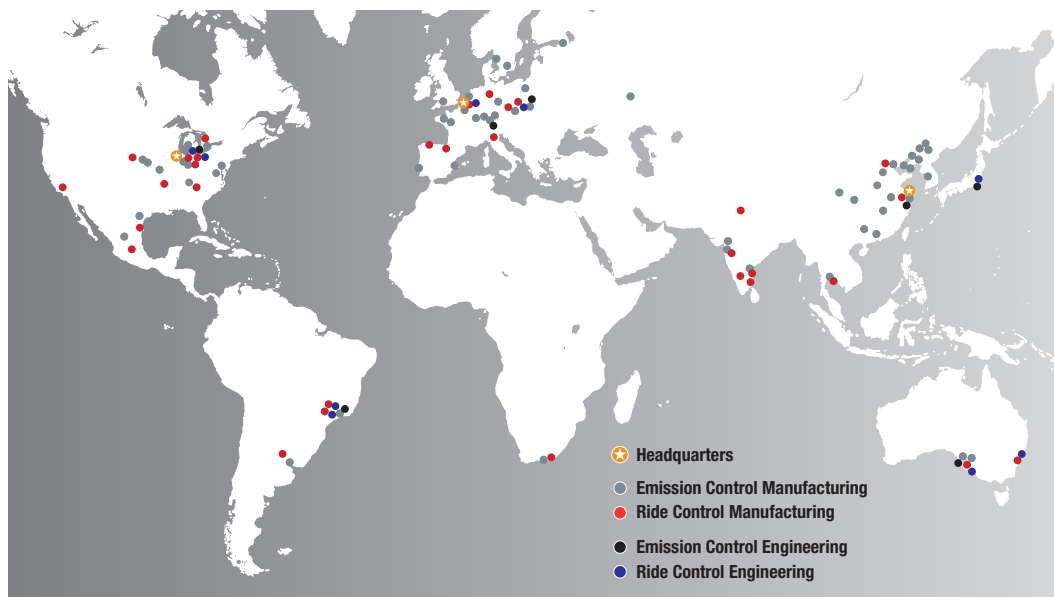 Headquarters
Emission Control Manufacturing
Ride Control Manufacturing
Emission Control Engineering
Ride Control Engineering